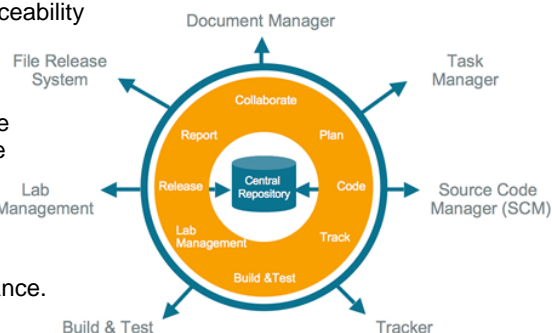 ceability
Document Manager
File Release
System
Task
Manager
Collaborate
Report
Plan
e
e
Central
Repository
Release
Code
Lab
Management
Source Code
Manager (SCM)
Lab
Management
Track
Build &Test
ance.
Build & Test
Tracker